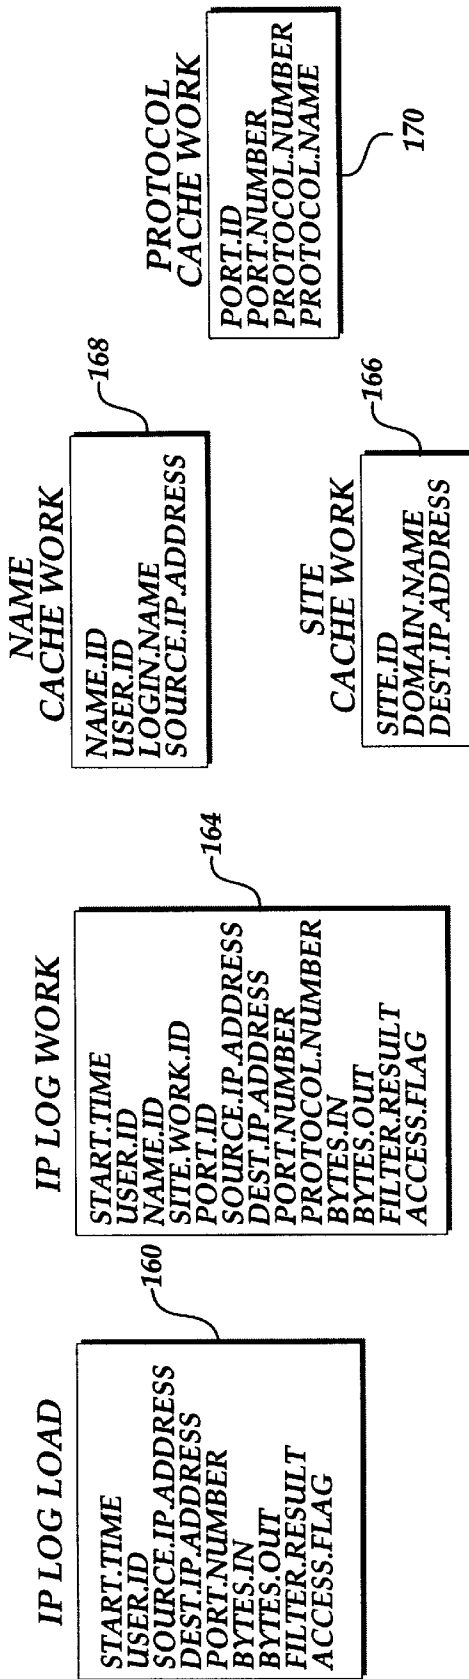 IP LOG LOAD
160
START.TIME
USER.ID
SOURCE.IP.ADDRESS
DEST.IP.ADDRESS
PORT.NUMBER
BYTES.IN
BYTES.OUT
FILTER.RESULT
ACCESS.FLAG
IP LOG WORK
164
START.TIME
USER.ID
NAME.ID
SITE.WORK.ID
PORT.ID
SOURCE.IP.ADDRESS
DEST.IP.ADDRESS
PORT.NUMBER
PROTOCOL.NUMBER
BYTES.IN
BYTES.OUT
FILTER.RESULT
ACCESS.FLAG
NAME
CACHE WORK
168
NAME.ID
USER.ID
LOGIN.NAME
SOURCE.IP.ADDRESS
SITE
CACHE WORK
166
SITE.ID
DOMAIN.NAME
DEST.IP.ADDRESS
PROTOCOL
CACHE WORK
PORT.ID
PORT.NUMBER
PROTOCOL.NUMBER
PROTOCOL.NAME
170